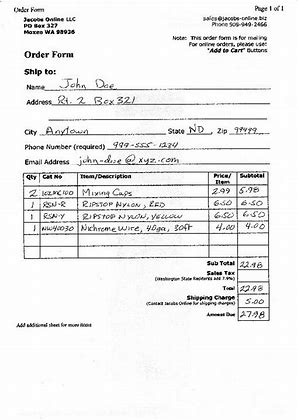 Order Form Page 1 of 1
Jacobs Online LLC sales@jacobs-online.biz
PO Box 327 Phone 509-949-2466
Moxee WA 98936
Note: This order form is for mailing
For online orders, please use
"Add to Cart" Buttons
Order Form
Ship to:
Name John Doe
Address Rt. 2 Box 321
City Anytown State ND Zip 99999
Phone Number (required) 999-555-1234
Email Address john-doe@xyz.com
Qty Cat No Item/Description Price/Item Subtotal
2 Mixing Cups 2.99 5.98
1 RSN-R RIPSTOP NYLON, RED 6.50 6.50
1 RSN-Y RIPSTOP NYLON, YELLOW 6.50 6.50
1 NW40030 Nichrome Wire, 40ga, 30ft 4.00 4.00
Sub Total 22.98
Sales Tax
(Washington State Residents add 7.9%)
Total 22.98
Shipping Charge
(Contact Jacobs Online for shipping charges) 5.00
Amount Due 27.98
Add additional sheet for more items